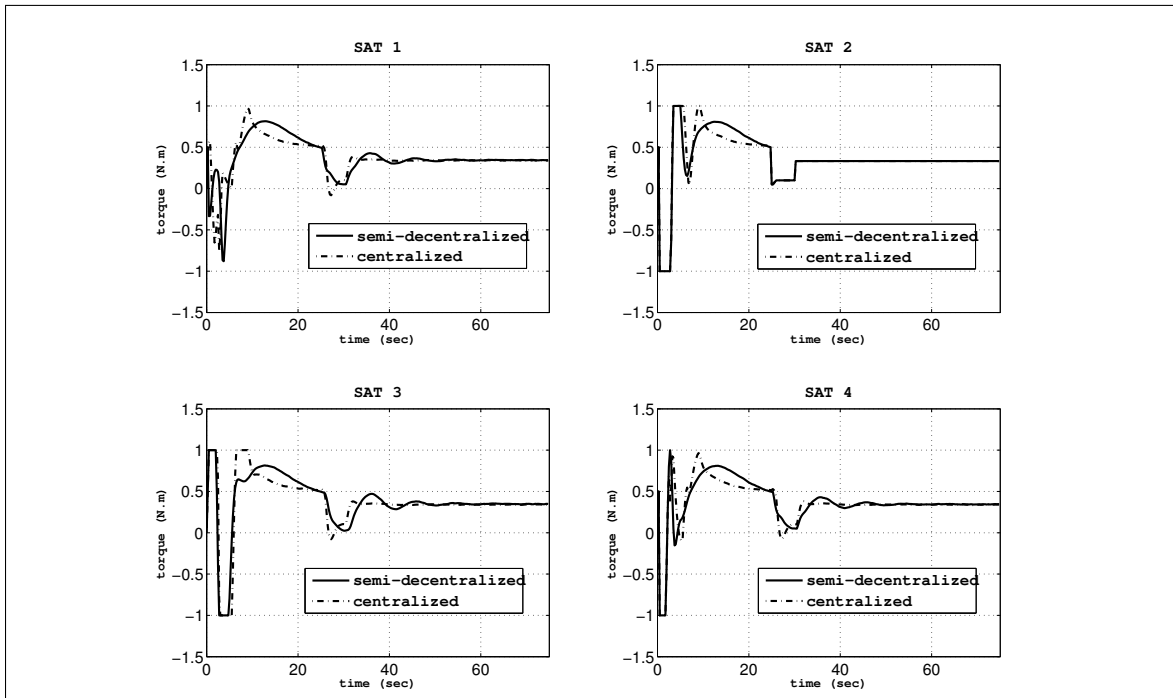 SAT 1
1.5
1
0.5
0
−0.5
−1
−1.5
torque (N.m)
semi-decentralized
centralized
0
20
40
60
time (sec)
SAT 2
1.5
1
0.5
0
−0.5
−1
−1.5
torque (N.m)
semi-decentralized
centralized
0
20
40
60
time (sec)
SAT 3
1.5
1
0.5
0
−0.5
−1
−1.5
torque (N.m)
semi-decentralized
centralized
0
20
40
60
time (sec)
SAT 4
1.5
1
0.5
0
−0.5
−1
−1.5
torque (N.m)
semi-decentralized
centralized
0
20
40
60
time (sec)